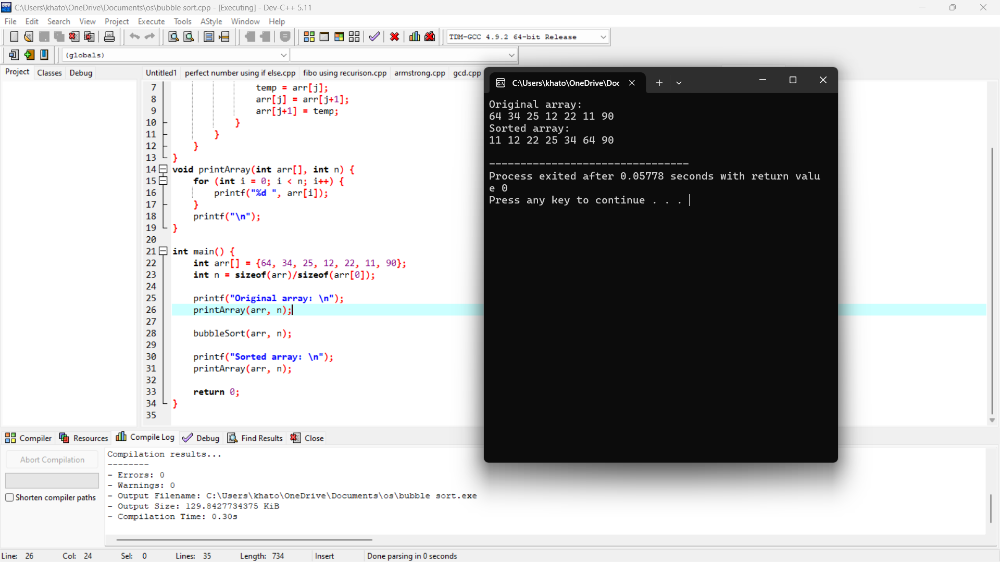 C:\Users\khato\OneDrive\Documents\os\bubble sort.cpp - [Executing] - Dev-C++ 5.11
File Edit Search View Project Execute Tools AStyle Window Help
TDM-GCC 4.9.2 64-bit Release
(globals)
Project Classes Debug
Untitled1 perfect number using if else.cpp fibo using recurison.cpp armstrong.cpp gcd.cpp
7 temp = arr[j];
8 arr[j] = arr[j+1];
9 arr[j+1] = temp;
10 }
11 }
12 }
13 }
14 void printArray(int arr[], int n) {
15 for (int i = 0; i < n; i++) {
16 printf("%d ", arr[i]);
17 }
18 printf("\n");
19 }
20
21 int main() {
22 int arr[] = {64, 34, 25, 12, 22, 11, 90};
23 int n = sizeof(arr)/sizeof(arr[0]);
24
25 printf("Original array: \n");
26 printArray(arr, n);
27
28 bubbleSort(arr, n);
29
30 printf("Sorted array: \n");
31 printArray(arr, n);
32
33 return 0;
34 }
35
C:\Users\khato\OneDrive\Doc
Original array:
64 34 25 12 22 11 90
Sorted array:
11 12 22 25 34 64 90
--------------------------------
Process exited after 0.05778 seconds with return valu
e 0
Press any key to continue . . .
Compiler Resources Compile Log Debug Find Results Close
Abort Compilation
Shorten compiler paths
Compilation results...
--------
- Errors: 0
- Warnings: 0
- Output Filename: C:\Users\khato\OneDrive\Documents\os\bubble sort.exe
- Output Size: 129.8427734375 KiB
- Compilation Time: 0.30s
Line: 26 Col: 24 Sel: 0 Lines: 35 Length: 734 Insert Done parsing in 0 seconds